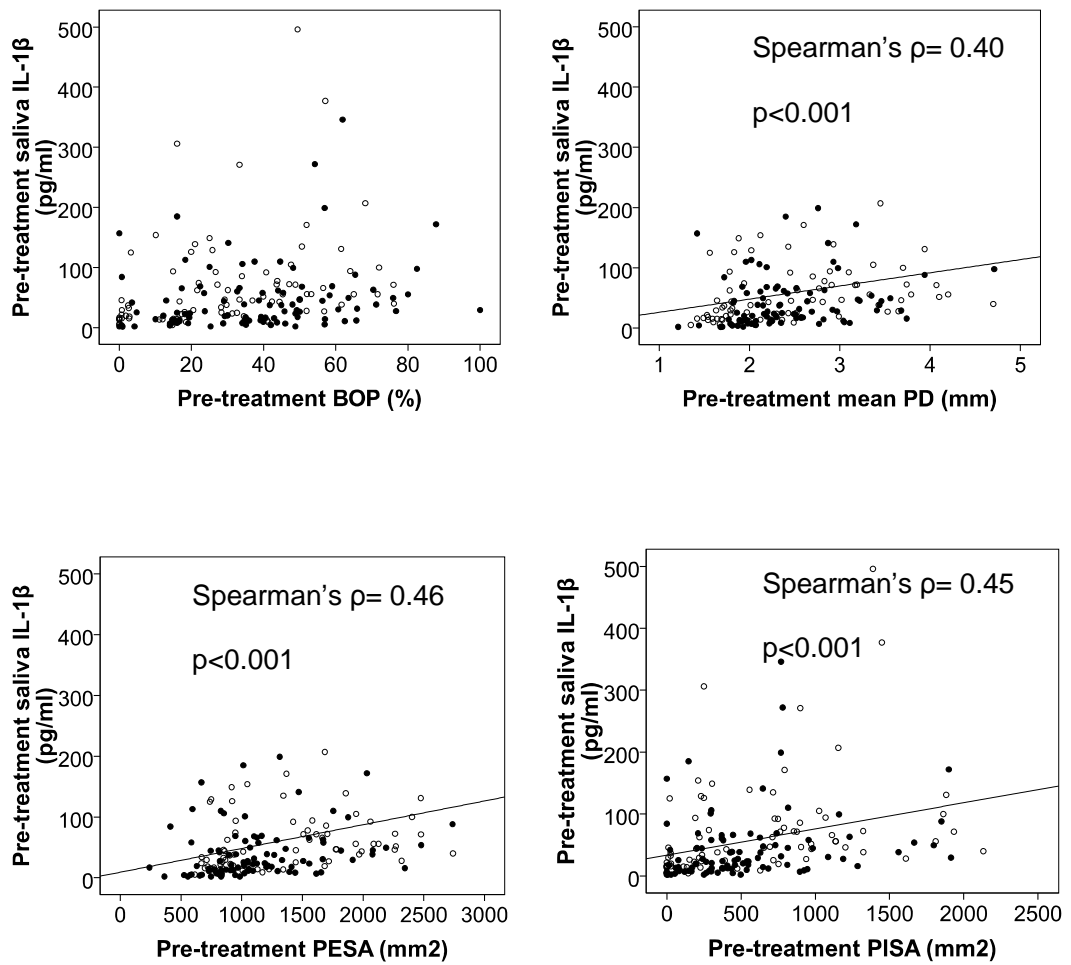 Pre-treatment saliva IL-1β
(pg/ml)
500
400
300
200
100
0
0 20 40 60 80 100
Pre-treatment BOP (%)
Pre-treatment saliva IL-1β
(pg/ml)
500
400
300
200
100
0
Spearman’s ρ= 0.40
p<0.001
1 2 3 4 5
Pre-treatment mean PD (mm)
Pre-treatment saliva IL-1β
(pg/ml)
500
400
300
200
100
0
Spearman’s ρ= 0.46
p<0.001
0 500 1000 1500 2000 2500 3000
Pre-treatment PESA (mm2)
Pre-treatment saliva IL-1β
(pg/ml)
500
400
300
200
100
0
Spearman’s ρ= 0.45
p<0.001
0 500 1000 1500 2000 2500
Pre-treatment PISA (mm2)